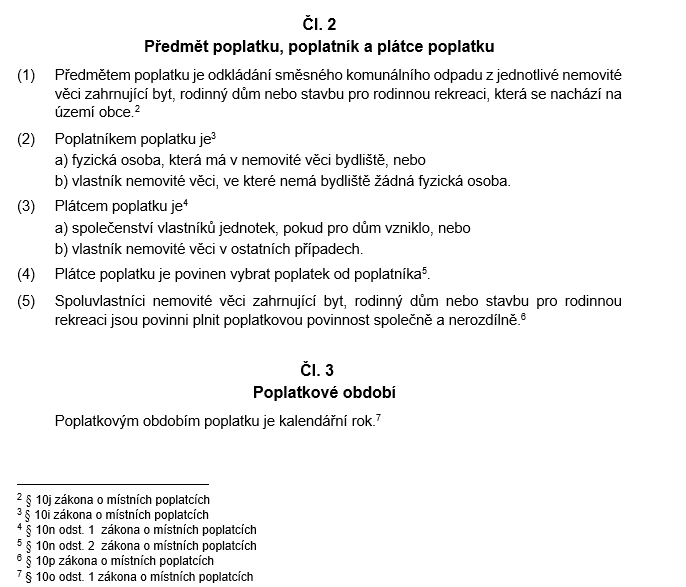 Čl. 2
Předmět poplatku, poplatník a plátce poplatku
(1) Předmětem poplatku je odkládání směsného komunálního odpadu z jednotlivé nemovité
věci zahrnující byt, rodinný dům nebo stavbu pro rodinnou rekreaci, která se nachází na
území obce.2
(2) Poplatníkem poplatku je3
a) fyzická osoba, která má v nemovité věci bydliště, nebo
b) vlastník nemovité věci, ve které nemá bydliště žádná fyzická osoba.
(3) Plátcem poplatku je4
a) společenství vlastníků jednotek, pokud pro dům vzniklo, nebo
b) vlastník nemovité věci v ostatních případech.
(4) Plátce poplatku je povinen vybrat poplatek od poplatníka5.
(5) Spoluvlastníci nemovité věci zahrnující byt, rodinný dům nebo stavbu pro rodinnou
rekreaci jsou povinni plnit poplatkovou povinnost společně a nerozdílně.6
Čl. 3
Poplatkové období
Poplatkovým obdobím poplatku je kalendářní rok.7
2 § 10j zákona o místních poplatcích
3 § 10i zákona o místních poplatcích
4 § 10n odst. 1 zákona o místních poplatcích
5 § 10n odst. 2 zákona o místních poplatcích
6 § 10p zákona o místních poplatcích
7 § 10o odst. 1 zákona o místních poplatcích